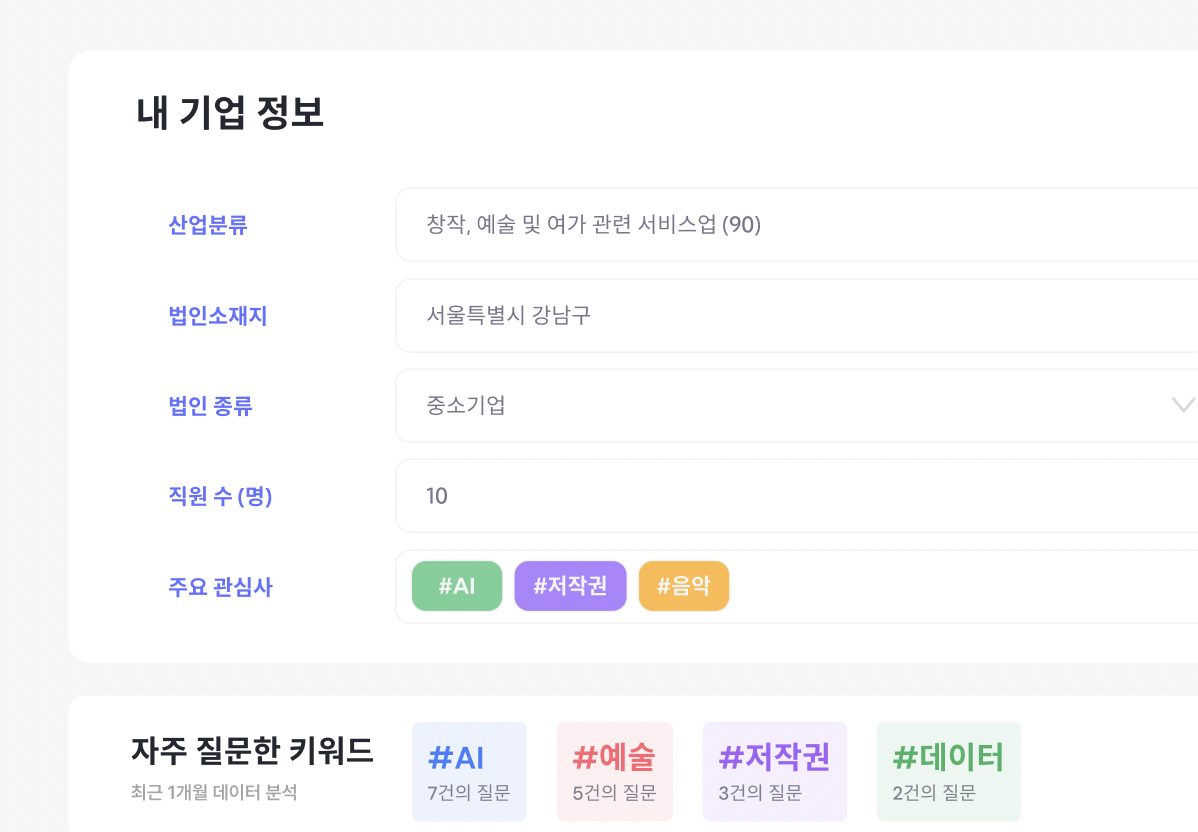 내 기업 정보
산업분류
창작, 예술 및 여가 관련 서비스업 (90)
법인소재지
서울특별시 강남구
법인 종류
중소기업
직원 수 (명)
10
주요 관심사
#AI #저작권 #음악
자주 질문한 키워드
최근 1개월 데이터 분석
#AI
7건의 질문
#예술
5건의 질문
#저작권
3건의 질문
#데이터
2건의 질문